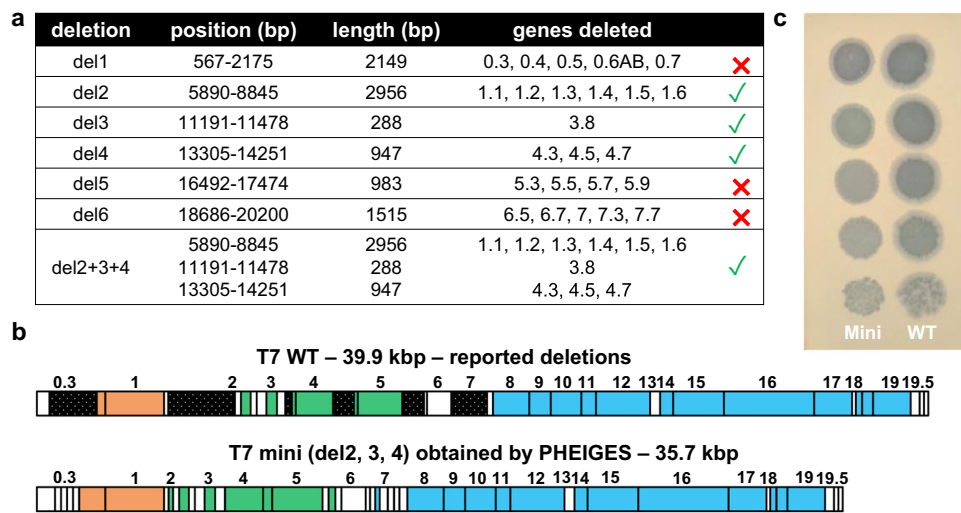 a
deletion position (bp) length (bp) genes deleted
del1 567-2175 2149 0.3, 0.4, 0.5, 0.6AB, 0.7 ×
del2 5890-8845 2956 1.1, 1.2, 1.3, 1.4, 1.5, 1.6 ✓
del3 11191-11478 288 3.8 ✓
del4 13305-14251 947 4.3, 4.5, 4.7 ✓
del5 16492-17474 983 5.3, 5.5, 5.7, 5.9 ×
del6 18686-20200 1515 6.5, 6.7, 7, 7.3, 7.7 ×
5890-8845 2956 1.1, 1.2, 1.3, 1.4, 1.5, 1.6
del2+3+4 11191-11478 288 3.8 ✓
13305-14251 947 4.3, 4.5, 4.7
c
Mini WT
b
T7 WT – 39.9 kbp – reported deletions
0.3 1 2 3 4 5 6 7 8 9 10 11 12 13 14 15 16 17 18 19 19.5
T7 mini (del2, 3, 4) obtained by PHEIGES – 35.7 kbp
0.3 1 2 3 4 5 6 7 8 9 10 11 12 13 14 15 16 17 18 19 19.5